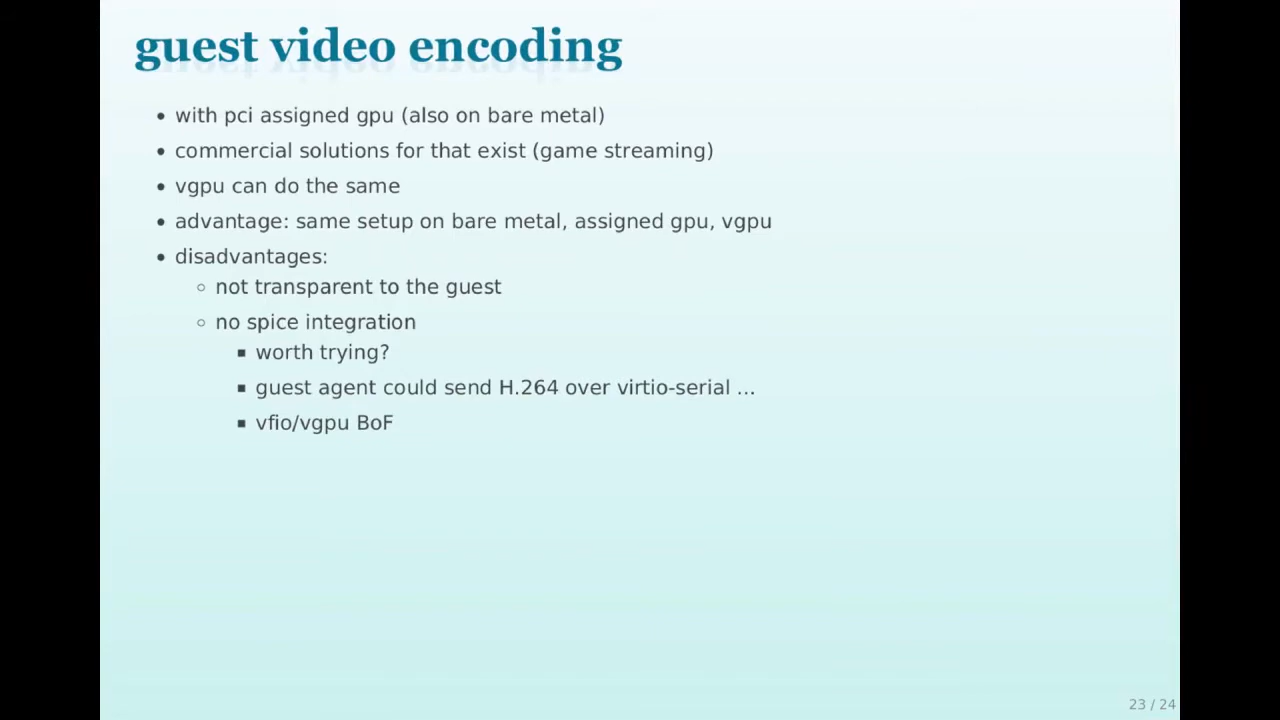 guest video encoding
with pci assigned gpu (also on bare metal)
commercial solutions for that exist (game streaming)
vgpu can do the same
advantage: same setup on bare metal, assigned gpu, vgpu
disadvantages:
not transparent to the guest
no spice integration
worth trying?
guest agent could send H.264 over virtio-serial ...
vfio/vgpu BoF
23 / 24